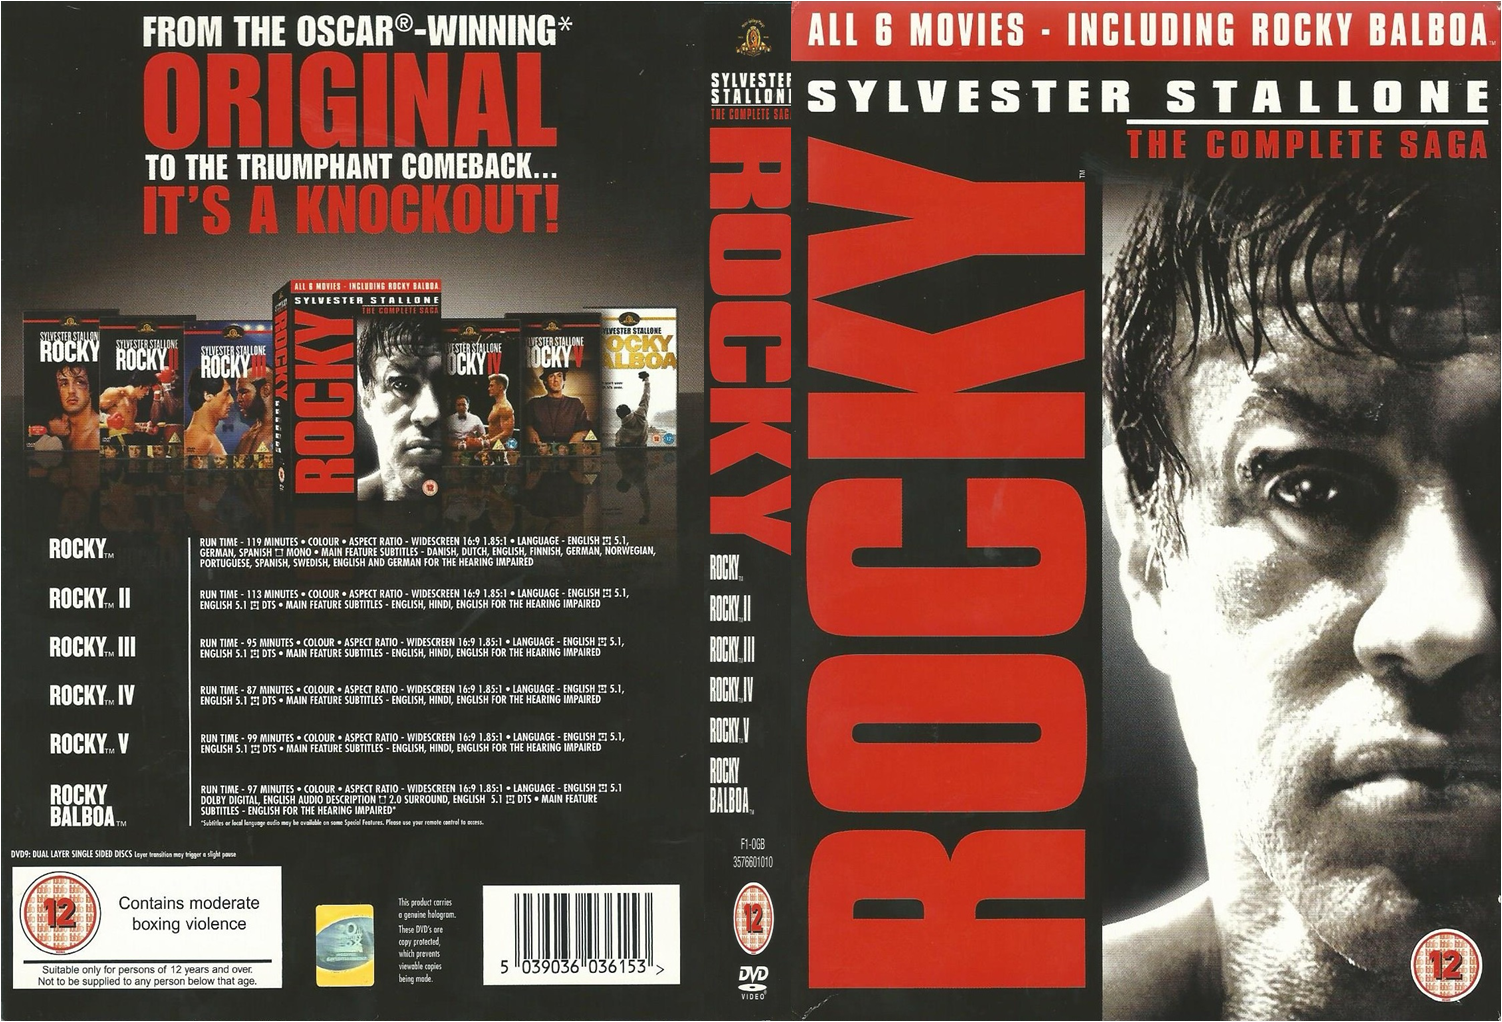 FROM THE OSCAR®-WINNING*
ORIGINAL
TO THE TRIUMPHANT COMEBACK...
IT'S A KNOCKOUT!
ALL 6 MOVIES - INCLUDING ROCKY BALBOA
SYLVESTER STALLONE
THE COMPLETE SAGA
ROCKY
ROCKY
SYLVESTER STALLONE
ROCKY
SYLVESTER STALLONE
ROCKY II
SYLVESTER STALLONE
ROCKY III
ROCKY IV
ROCKY V
SYLVESTER STALLONE
12
ROCKY™
RUN TIME - 119 MINUTES • COLOUR • ASPECT RATIO - WIDESCREEN 16:9 1.85:1 • LANGUAGE - ENGLISH 5.1,
GERMAN, SPANISH MONO • MAIN FEATURE SUBTITLES - DANISH, DUTCH, ENGLISH, FINNISH, GERMAN, NORWEGIAN,
PORTUGUESE, SPANISH, SWEDISH, ENGLISH AND GERMAN FOR THE HEARING IMPAIRED
ROCKY™ II
RUN TIME - 113 MINUTES • COLOUR • ASPECT RATIO - WIDESCREEN 16:9 1.85:1 • LANGUAGE - ENGLISH 5.1,
ENGLISH 5.1 DTS • MAIN FEATURE SUBTITLES - ENGLISH, HINDI, ENGLISH FOR THE HEARING IMPAIRED
ROCKY™ III
RUN TIME - 95 MINUTES • COLOUR • ASPECT RATIO - WIDESCREEN 16:9 1.85:1 • LANGUAGE - ENGLISH 5.1,
ENGLISH 5.1 DTS • MAIN FEATURE SUBTITLES - ENGLISH, HINDI, ENGLISH FOR THE HEARING IMPAIRED
ROCKY™ IV
RUN TIME - 87 MINUTES • COLOUR • ASPECT RATIO - WIDESCREEN 16:9 1.85:1 • LANGUAGE - ENGLISH 5.1,
ENGLISH 5.1 DTS • MAIN FEATURE SUBTITLES - ENGLISH, HINDI, ENGLISH FOR THE HEARING IMPAIRED
ROCKY™ V
RUN TIME - 99 MINUTES • COLOUR • ASPECT RATIO - WIDESCREEN 16:9 1.85:1 • LANGUAGE - ENGLISH 5.1,
ENGLISH 5.1 DTS • MAIN FEATURE SUBTITLES - ENGLISH, HINDI, ENGLISH FOR THE HEARING IMPAIRED
ROCKY
BALBOA™
RUN TIME - 97 MINUTES • COLOUR • ASPECT RATIO - WIDESCREEN 16:9 1.85:1 • LANGUAGE - ENGLISH 5.1
DOLBY DIGITAL, ENGLISH AUDIO DESCRIPTION 2.0 SURROUND, ENGLISH 5.1 DTS • MAIN FEATURE
SUBTITLES - ENGLISH FOR THE HEARING IMPAIRED*
*Subtitles or local language audio may be available on some Special Features. Please use your remote control to access.
DVD9: DUAL LAYER SINGLE SIDED DISCS Layer transition may trigger a slight pause
12
Contains moderate
boxing violence
Suitable only for persons of 12 years and over.
Not to be supplied to any person below that age.
This product carries
a genuine hologram.
These DVD's are
copy protected,
which prevents
viewable copies
being made.
5 039036 036153 >
SYLVESTER
STALLONE
THE COMPLETE SAGA
ROCKY
ROCKY™
ROCKY™ II
ROCKY™ III
ROCKY™ IV
ROCKY™ V
ROCKY
BALBOA™
F1-OGB
3576601010
12
DVD
VIDEO
ALL 6 MOVIES - INCLUDING ROCKY BALBOA™
SYLVESTER STALLONE
THE COMPLETE SAGA
ROCKY™
12